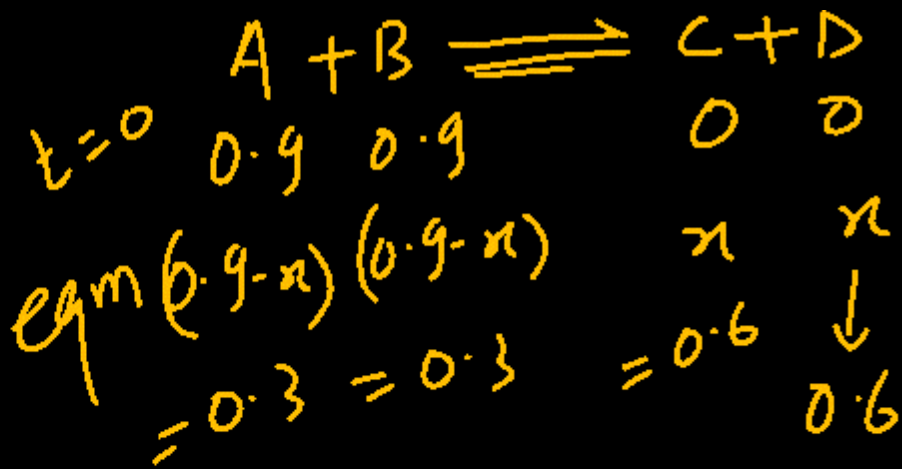 A + B ⇌ C + D
t=0 0.9 0.9 0 0
eqm (0.9-x) (0.9-x) x x
↓
=0.3 =0.3 =0.6 0.6